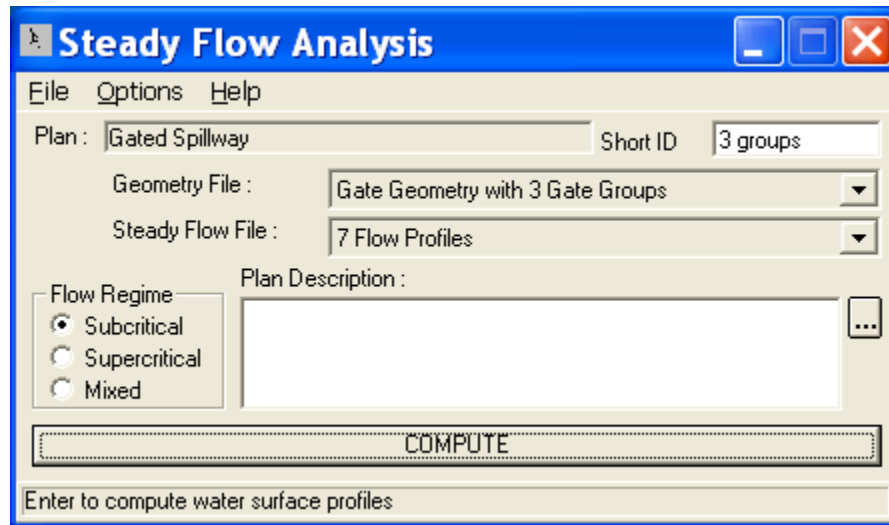 Steady Flow Analysis
File Options Help
Plan : Gated Spillway Short ID 3 groups
Geometry File : Gate Geometry with 3 Gate Groups
Steady Flow File : 7 Flow Profiles
Plan Description :
Flow Regime
Subcritical
Supercritical
Mixed
...
COMPUTE
Enter to compute water surface profiles